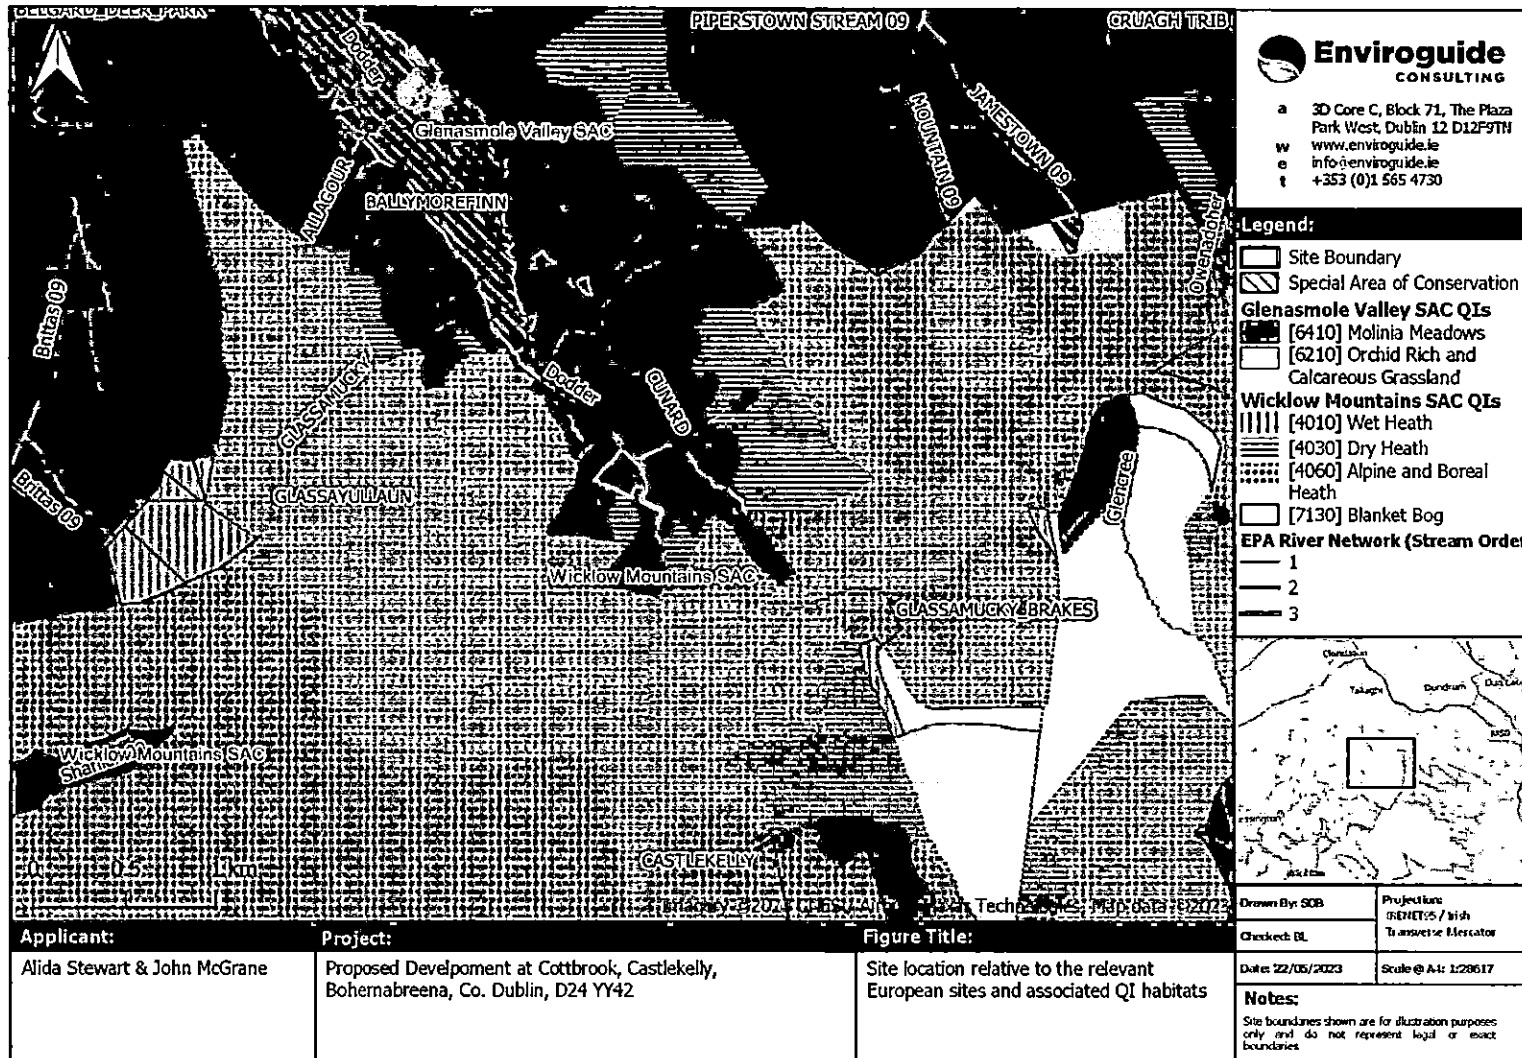 BELGARD_DEER_PARK
PIPERSTOWN STREAM 09
CRUAGH TRIB
Dodder
Glenasmole Valley SAC
MOUNTAIN_09
JAMESTOWN 09
ALLAGOUR
BALLYMOREFINN
Owenadoher
Brittas 09
GLASSAMUCKY
Dodder
CUNARD
Brittas 09
GLASSAYULLAUN
Glencree
Wicklow Mountains SAC
GLASSAMUCKY_BRAKES
Wicklow Mountains SAC
CASTLEKELLY
0 0.5 1 km
Enviroguide
CONSULTING
a 3D Core C, Block 71, The Plaza
Park West, Dublin 12 D12F9TN
w www.enviroguide.ie
e info@enviroguide.ie
t +353 (0)1 565 4730
Legend:
Site Boundary
Special Area of Conservation
Glenasmole Valley SAC QIs
[6410] Molinia Meadows
[6210] Orchid Rich and
Calcareous Grassland
Wicklow Mountains SAC QIs
[4010] Wet Heath
[4030] Dry Heath
[4060] Alpine and Boreal
Heath
[7130] Blanket Bog
EPA River Network (Stream Order
1
2
3
Tallaght
Dundrum
Drawn By: SOB
Checked: BL
Projection:
IRENET95 / Irish
Transverse Mercator
Date: 22/05/2023
Scale @ A4: 1:28617
Notes:
Site boundaries shown are for illustration purposes
only and do not represent legal or exact
boundaries
Applicant:
Alida Stewart & John McGrane
Project:
Proposed Develpoment at Cottbrook, Castlekelly,
Bohernabreena, Co. Dublin, D24 YY42
Figure Title:
Site location relative to the relevant
European sites and associated QI habitats